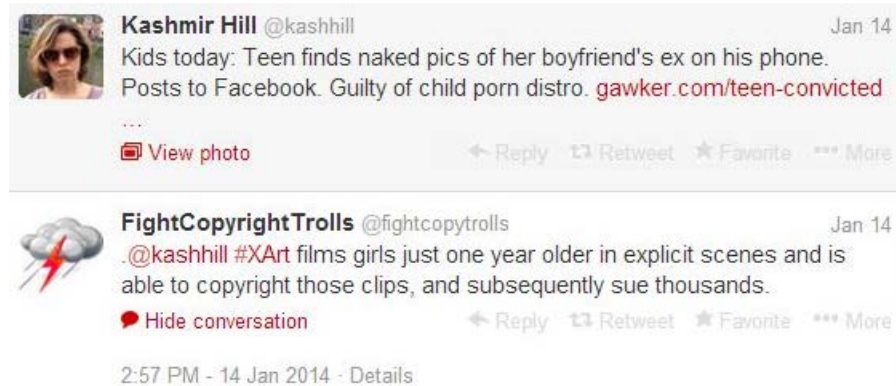 Kashmir Hill @kashhill Jan 14
Kids today: Teen finds naked pics of her boyfriend's ex on his phone.
Posts to Facebook. Guilty of child porn distro. gawker.com/teen-convicted
...
View photo Reply Retweet Favorite More
FightCopyrightTrolls @fightcopytrolls Jan 14
.@kashhill #XArt films girls just one year older in explicit scenes and is
able to copyright those clips, and subsequently sue thousands.
Hide conversation Reply Retweet Favorite More
2:57 PM - 14 Jan 2014 · Details